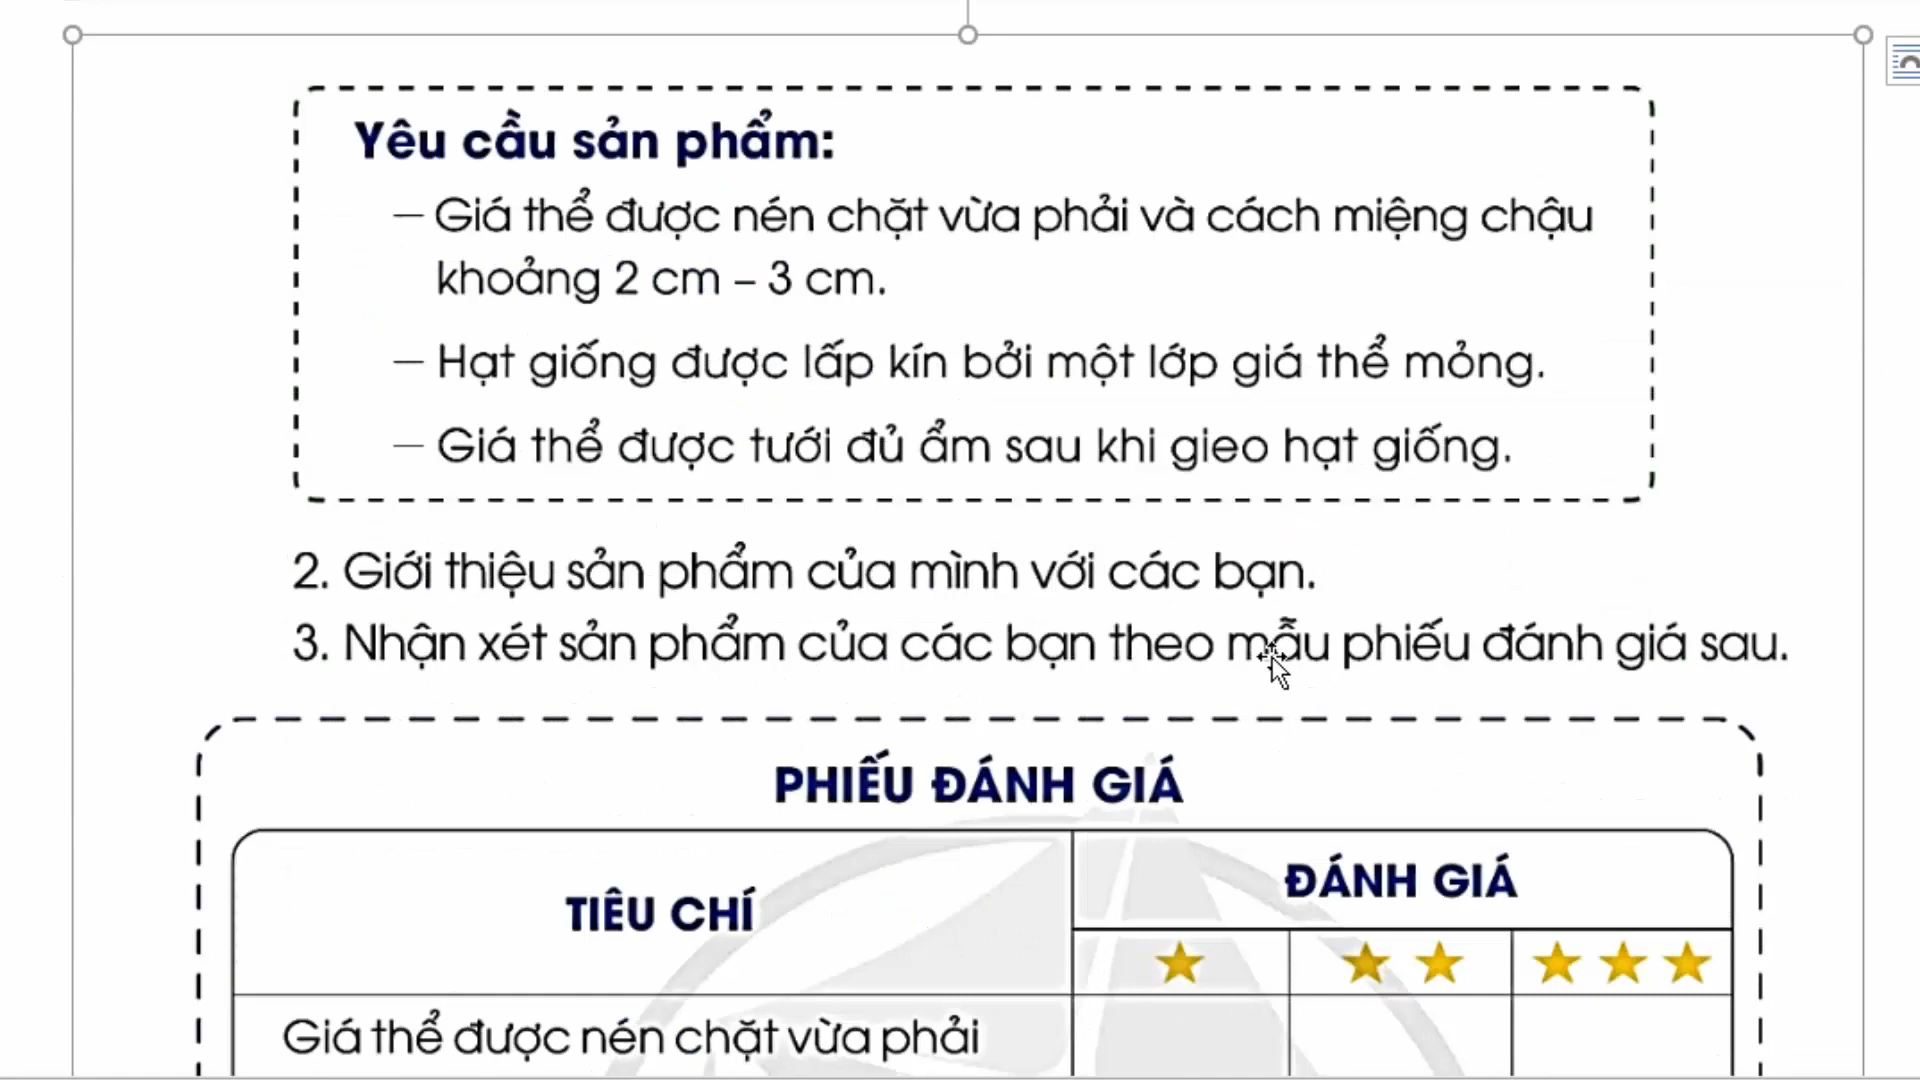 Yêu cầu sản phẩm:
– Giá thể được nén chặt vừa phải và cách miệng chậu
khoảng 2 cm – 3 cm.
– Hạt giống được lấp kín bởi một lớp giá thể mỏng.
– Giá thể được tưới đủ ẩm sau khi gieo hạt giống.
2. Giới thiệu sản phẩm của mình với các bạn.
3. Nhận xét sản phẩm của các bạn theo mẫu phiếu đánh giá sau.
PHIẾU ĐÁNH GIÁ
TIÊU CHÍ
ĐÁNH GIÁ
Giá thể được nén chặt vừa phải